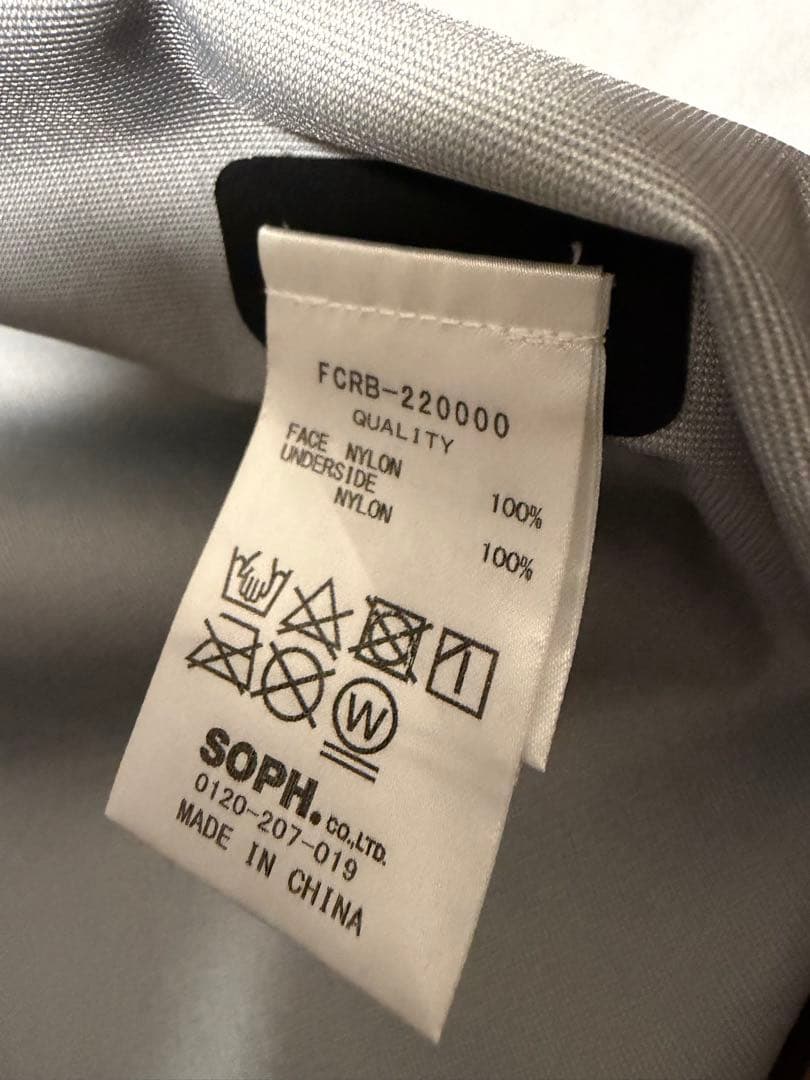 FCRB-220000
QUALITY
FACE NYLON 100%
UNDERSIDE
NYLON 100%
W
SOPH. CO.,LTD.
0120-207-019
MADE IN CHINA